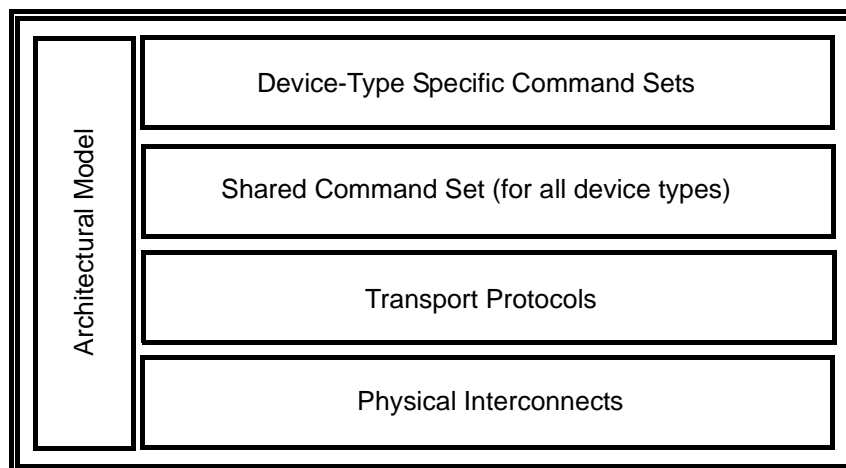 Architectural Model
Device-Type Specific Command Sets
Shared Command Set (for all device types)
Transport Protocols
Physical Interconnects